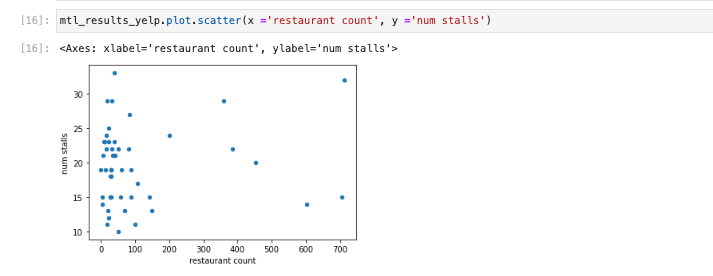 [16]: mtl_results_yelp.plot.scatter(x ='restaurant count', y ='num stalls')
[16]: <Axes: xlabel='restaurant count', ylabel='num stalls'>
30
25
20
15
10
num stalls
0 100 200 300 400 500 600 700
restaurant count